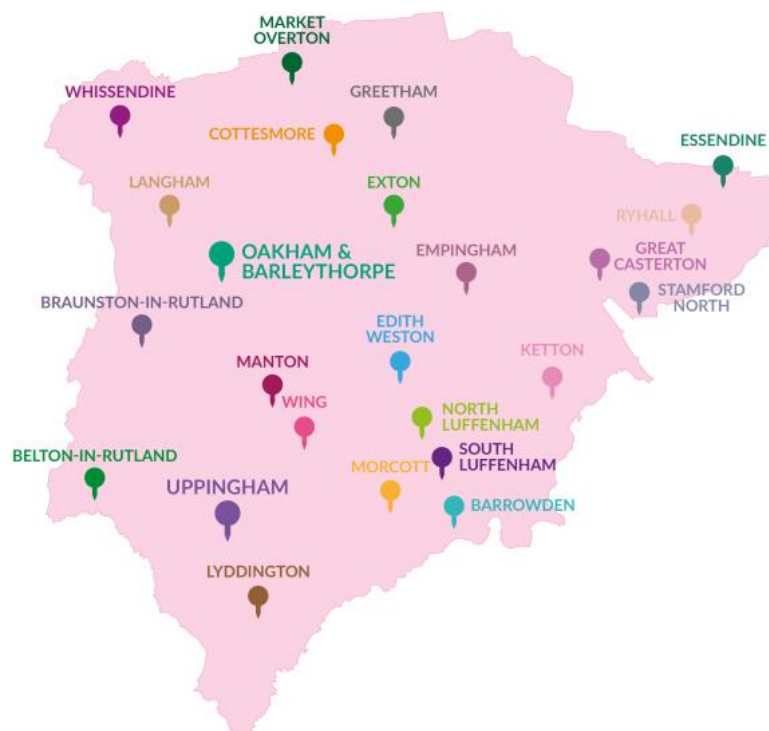 MARKET
OVERTON
WHISSENDINE
GREETHAM
COTTESMORE
ESSENDINE
LANGHAM
EXTON
RYHALL
OAKHAM &
BARLEYTHORPE
EMPINGHAM
GREAT
CASTERTON
STAMFORD
NORTH
BRAUNSTON-IN-RUTLAND
EDITH
WESTON
KETTON
MANTON
WING
NORTH
LUFFENHAM
SOUTH
LUFFENHAM
BELTON-IN-RUTLAND
MORCOTT
UPPINGHAM
BARROWDEN
LYDDINGTON